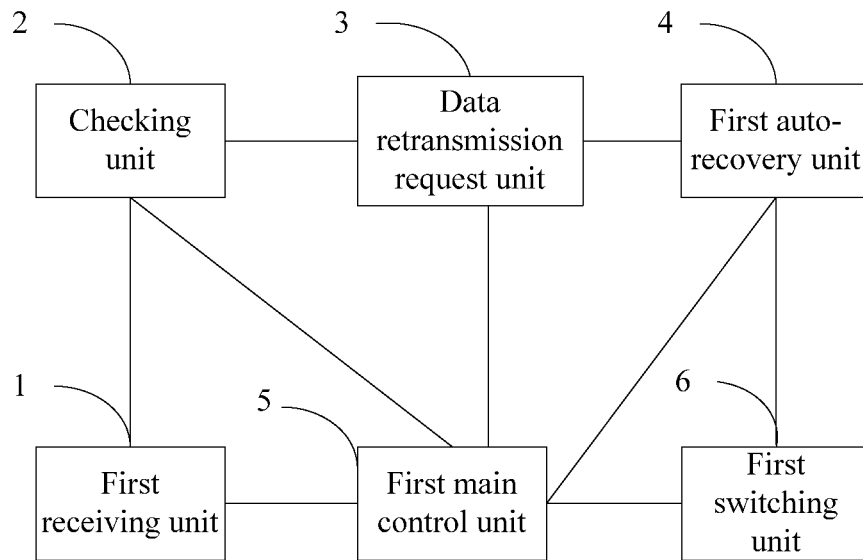 2
3
4
Checking
unit
Data
retransmission
request unit
First auto-
recovery unit
1
5
6
First
receiving unit
First main
control unit
First
switching
unit